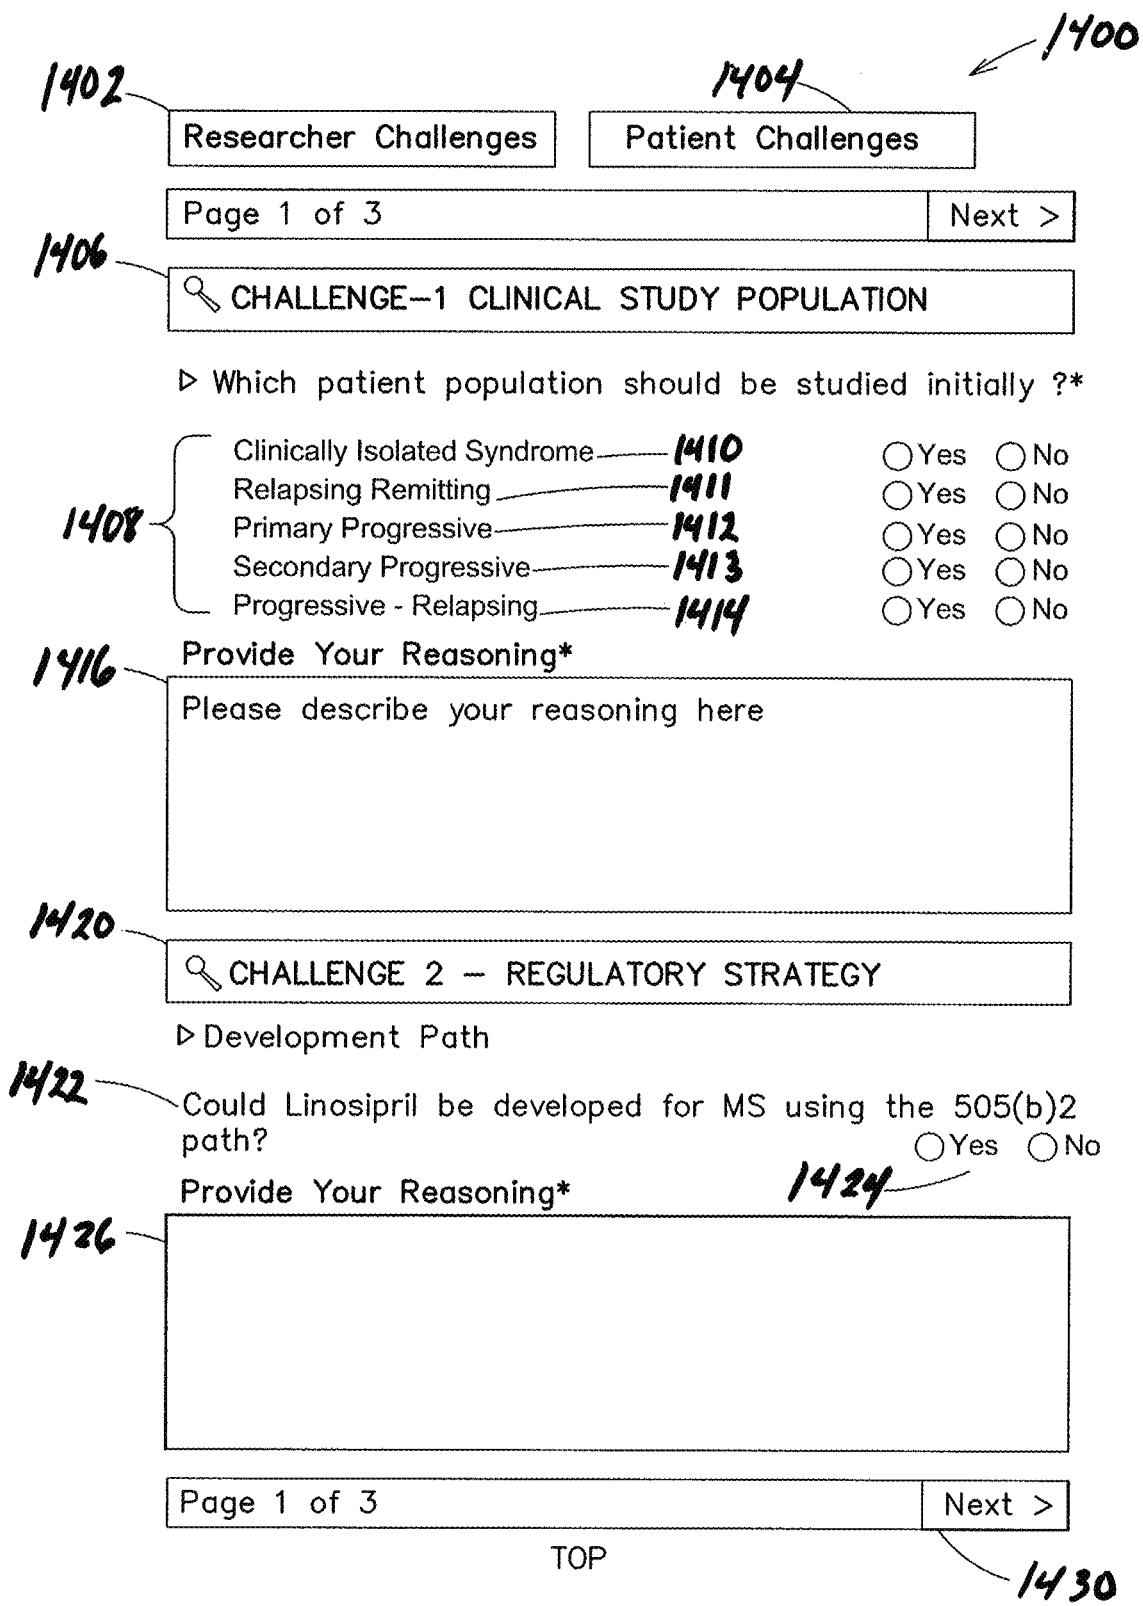 1400
1402
1404
Researcher Challenges
Patient Challenges
Page 1 of 3
Next >
1406
CHALLENGE-1 CLINICAL STUDY POPULATION
▷ Which patient population should be studied initially ?*
1408
Clinically Isolated Syndrome 1410 Yes No
Relapsing Remitting 1411 Yes No
Primary Progressive 1412 Yes No
Secondary Progressive 1413 Yes No
Progressive - Relapsing 1414 Yes No
Provide Your Reasoning*
1416
Please describe your reasoning here
1420
CHALLENGE 2 - REGULATORY STRATEGY
▷ Development Path
1422
Could Linosipril be developed for MS using the 505(b)2
path? Yes No
1424
Provide Your Reasoning*
1426
Page 1 of 3
Next >
TOP
1430